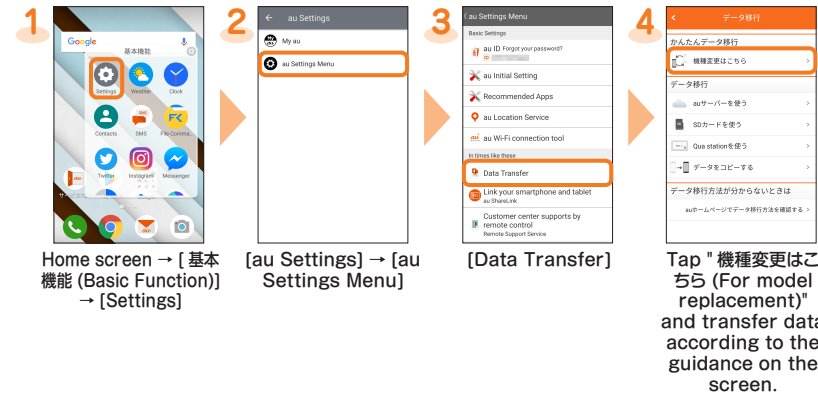 1
Google
基本機能
Settings
Weather
Clock
Contacts
SMS
File Comma..
Twitter
Instagram
Messenger
au
Home screen → [ 基本
機能 (Basic Function)]
→ [Settings]
2
← au Settings
My au
au Settings Menu
[au Settings] → [au
Settings Menu]
3
au Settings Menu
Basic Settings
au ID Forgot your password?
ID
au Initial Setting
Recommended Apps
au Location Service
au Wi-Fi connection tool
In times like these
Data Transfer
Link your smartphone and tablet
au ShareLink
Customer center supports by
remote control
Remote Support Service
[Data Transfer]
4
データ移行
かんたんデータ移行
機種変更はこちら
データ移行
auサーバーを使う
SDカードを使う
Qua stationを使う
データをコピーする
データ移行方法が分からないときは
auホームページでデータ移行方法を確認する
Tap " 機種変更はこ
ちら (For model
replacement)"
and transfer data
according to the
guidance on the
screen.